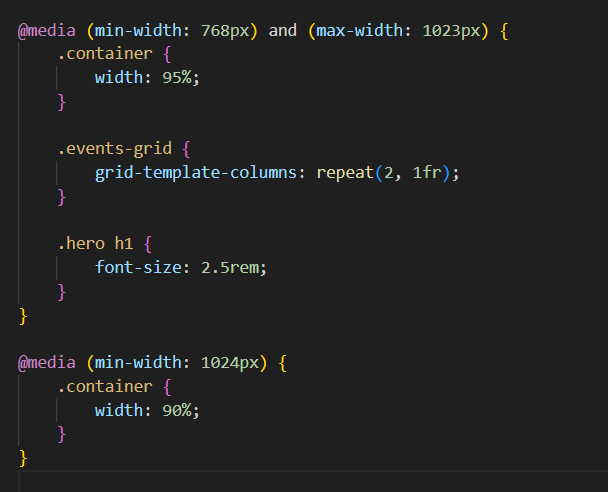 @media (min-width: 768px) and (max-width: 1023px) {
    .container {
        width: 95%;
    }

    .events-grid {
        grid-template-columns: repeat(2, 1fr);
    }

    .hero h1 {
        font-size: 2.5rem;
    }
}

@media (min-width: 1024px) {
    .container {
        width: 90%;
    }
}